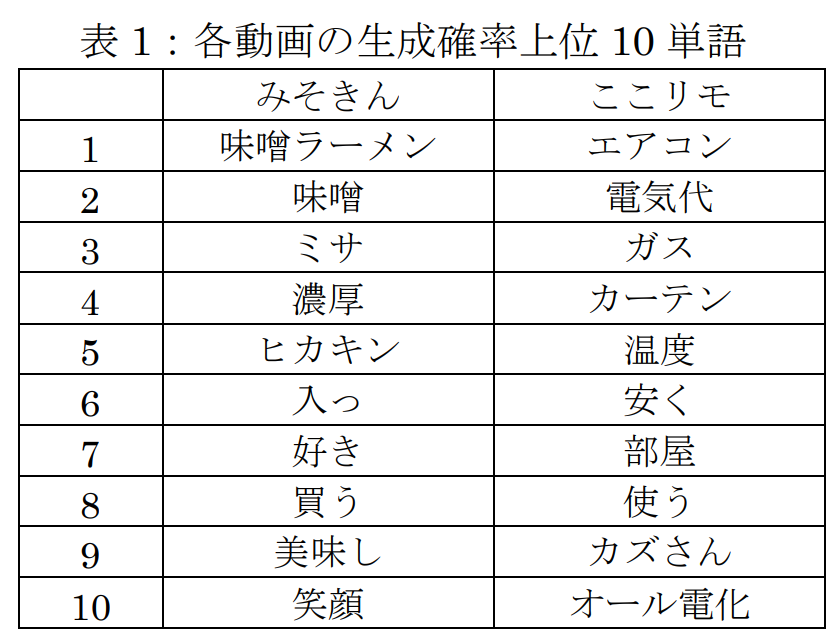 表 1：各動画の生成確率上位 10 単語
みそきん ここリモ
1 味噌ラーメン エアコン
2 味噌 電気代
3 ミサ ガス
4 濃厚 カーテン
5 ヒカキン 温度
6 入っ 安く
7 好き 部屋
8 買う 使う
9 美味し カズさん
10 笑顔 オール電化